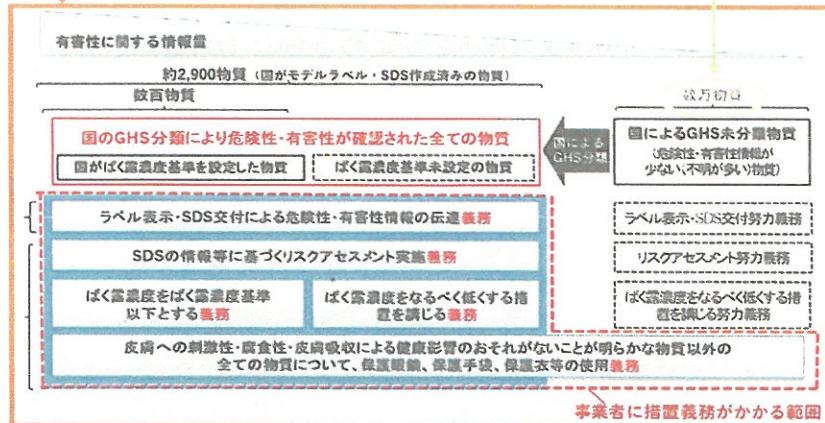 有害性に関する情報量
約2,900物質（国がモデルラベル・SDS作成済みの物質）
数百物質
数万物質
国のGHS分類により危険性・有害性が確認された全ての物質
国がばく露濃度基準を設定した物質
ばく露濃度基準未設定の物質
国による
GHS分類
国によるGHS未分類物質
（危険性・有害性情報が
少ない（不明が多い）物質）
ラベル表示・SDS交付による危険性・有害性情報の伝達義務
ラベル表示・SDS交付努力義務
SDSの情報等に基づくリスクアセスメント実施義務
リスクアセスメント努力義務
ばく露濃度をばく露濃度基準
以下とする義務
ばく露濃度をなるべく低くする措
置を講じる義務
ばく露濃度をなるべく低くする措
置を講じる努力義務
皮膚への刺激性・腐食性・皮膚吸収による健康影響のおそれがないことが明らかな物質以外の
全ての物質について、保護眼鏡、保護手袋、保護衣等の使用義務
事業者に措置義務がかかる範囲